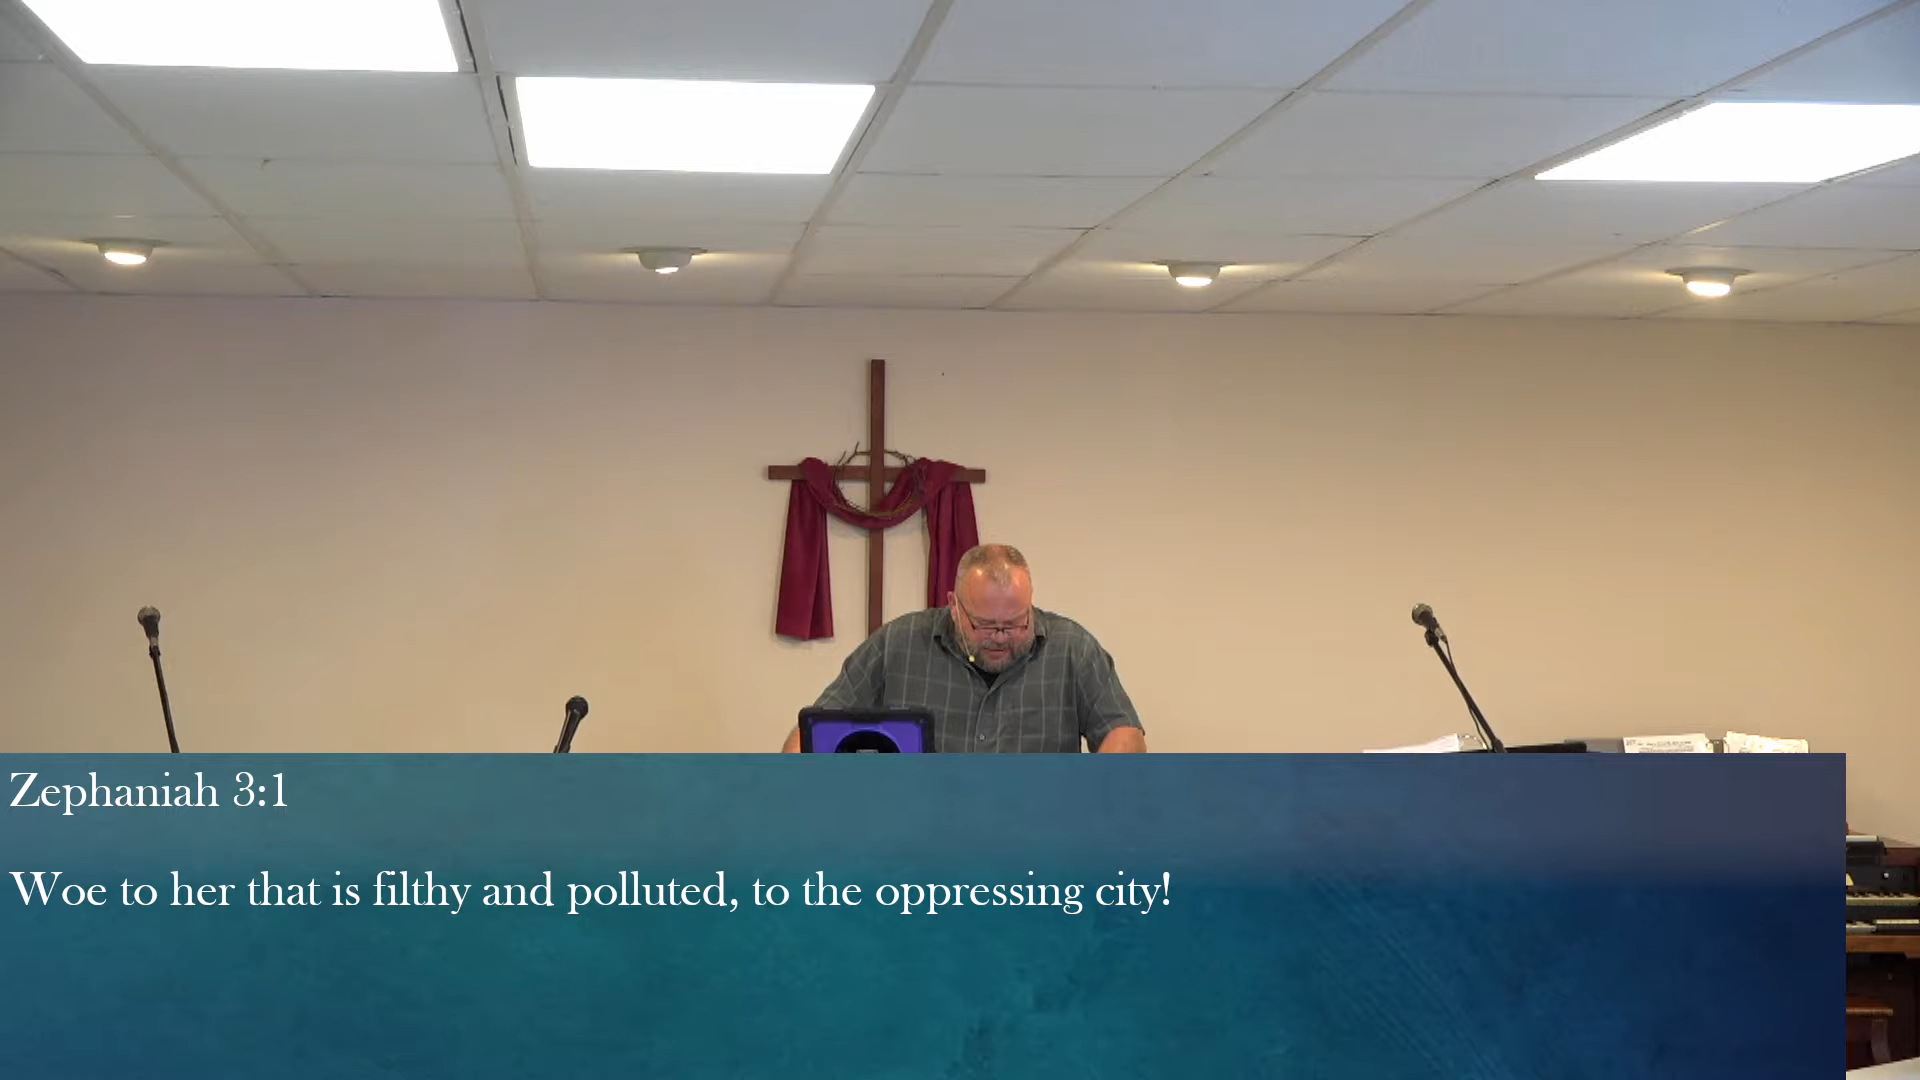 Zephaniah 3:1
Woe to her that is filthy and polluted, to the oppressing city!